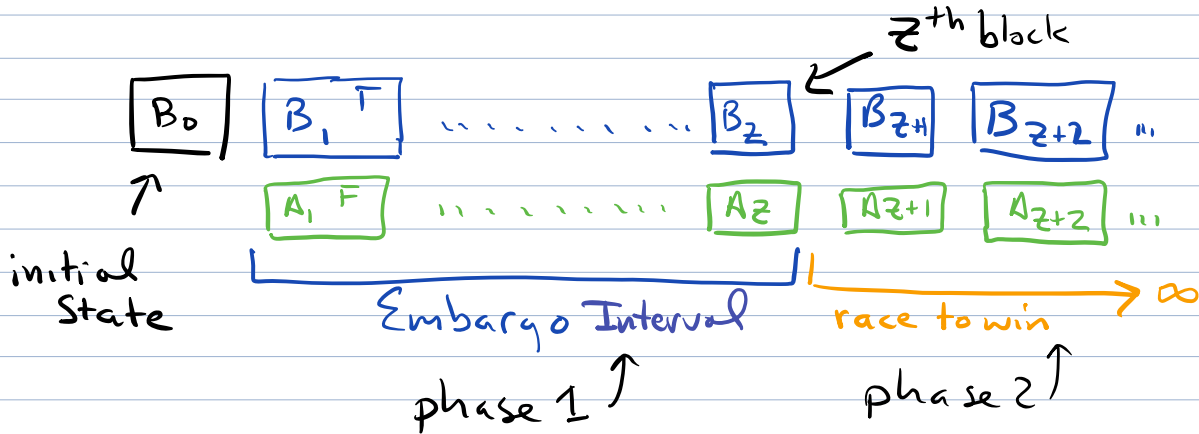 zth block
B0 B1 T ......... Bz Bz+1 Bz+2 ...
A1 F ......... Az Az+1 Az+2 ...
initial
state
Embargo Interval
race to win
∞
phase 1
phase 2